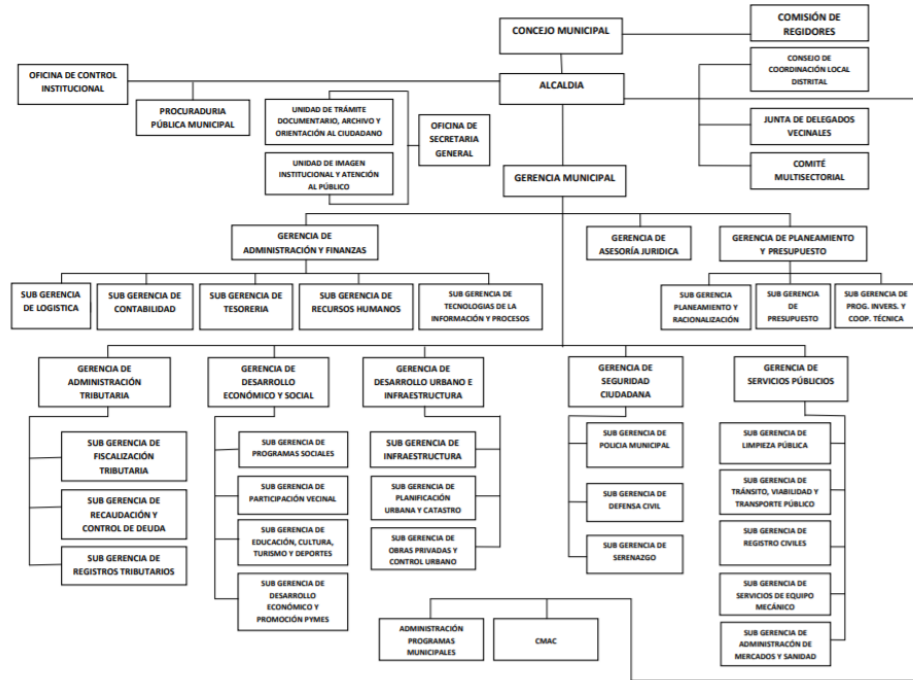 CONCEJO MUNICIPAL
COMISIÓN DE
REGIDORES
OFICINA DE CONTROL
INSTITUCIONAL
ALCALDIA
CONSEJO DE
COORDINACIÓN LOCAL
DISTRITAL
PROCURADURIA
PÚBLICA MUNICIPAL
UNIDAD DE TRÁMITE
DOCUMENTARIO, ARCHIVO Y
ORIENTACIÓN AL CIUDADANO
OFICINA DE
SECRETARIA
GENERAL
JUNTA DE DELEGADOS
VECINALES
UNIDAD DE IMAGEN
INSTITUCIONAL Y ATENCIÓN
AL PÚBLICO
GERENCIA MUNICIPAL
COMITÉ
MULTISECTORIAL
GERENCIA DE
ADMINISTRACIÓN Y FINANZAS
GERENCIA DE
ASESORÍA JURIDICA
GERENCIA DE PLANEAMIENTO
Y PRESUPUESTO
SUB GERENCIA
DE LOGISTICA
SUB GERENCIA DE
CONTABILIDAD
SUB GERENCIA DE
TESORERIA
SUB GERENCIA DE
RECURSOS HUMANOS
SUB GERENCIA DE
TECNOLOGIAS DE LA
INFORMACIÓN Y PROCESOS
SUB GERENCIA
PLANEAMIENTO Y
RACIONALIZACIÓN
SUB GERENCIA
DE
PRESUPUESTO
SUB GERENCIA DE
PROG. INVERS. Y
COOP. TÉCNICA
GERENCIA DE
ADMINISTRACIÓN
TRIBUTARIA
GERENCIA DE
DESARROLLO
ECONÓMICO Y SOCIAL
GERENCIA DE
DESARROLLO URBANO E
INFRAESTRUCTURA
GERENCIA DE
SEGURIDAD
CIUDADANA
GERENCIA DE
SERVICIOS PÚBLICIOS
SUB GERENCIA DE
FISCALIZACIÓN
TRIBUTARIA
SUB GERENCIA DE
RECAUDACIÓN Y
CONTROL DE DEUDA
SUB GERENCIA DE
REGISTROS TRIBUTARIOS
SUB GERENCIA DE
PROGRAMAS SOCIALES
SUB GERENCIA DE
PARTICIPACIÓN VECINAL
SUB GERENCIA DE
EDUCACIÓN, CULTURA,
TURISMO Y DEPORTES
SUB GERENCIA DE
DESARROLLO
ECONÓMICO Y
PROMOCIÓN PYMES
SUB GERENCIA DE
INFRAESTRUCTURA
SUB GERENCIA DE
PLANIFICACIÓN
URBANA Y CATASTRO
SUB GERENCIA DE
OBRAS PRIVADAS Y
CONTROL URBANO
SUB GERENCIA DE
POLICIA MUNICIPAL
SUB GERENCIA DE
DEFENSA CIVIL
SUB GERENCIA DE
SERENAZGO
SUB GERENCIA DE
LIMPIEZA PÚBLICA
SUB GERENCIA DE
TRÁNSITO, VIABILIDAD Y
TRANSPORTE PÚBLICO
SUB GERENCIA DE
REGISTRO CIVILES
SUB GERENCIA DE
SERVICIOS DE EQUIPO
MECÁNICO
SUB GERENCIA DE
ADMINISTRACÓN DE
MERCADOS Y SANIDAD
ADMINISTRACIÓN
PROGRAMAS
MUNICIPALES
CMAC